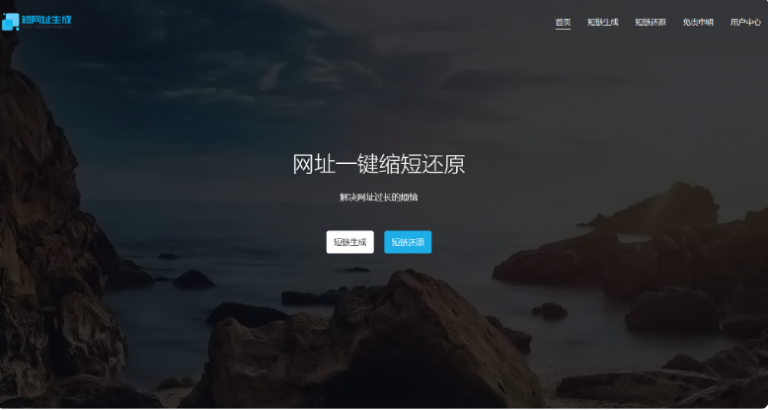 短网址生成
首页 短链生成 短链还原 免责申明 用户中心
网址一键缩短还原
解决网址过长的烦恼
短链生成 短链还原